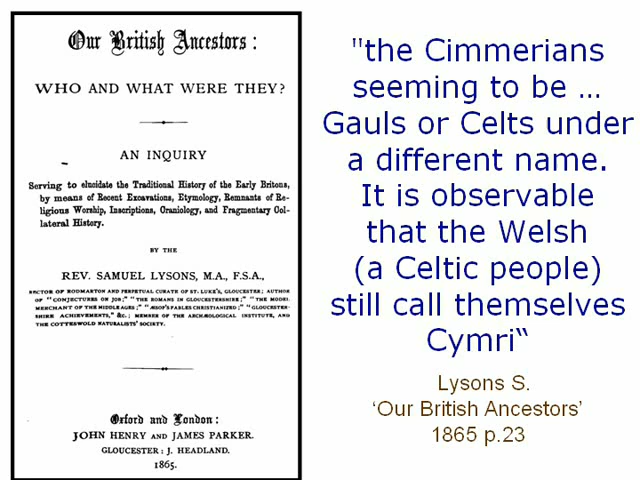 Our British Ancestors:
WHO AND WHAT WERE THEY?
AN INQUIRY
Serving to elucidate the Traditional History of the Early Britons,
by means of Recent Excavations, Etymology, Remnants of Re-
ligious Worship, Inscriptions, Craniology, and Fragmentary Col-
lateral History.
BY THE
REV. SAMUEL LYSONS, M.A., F.S.A.,
RECTOR OF RODMARTON AND PERPETUAL CURATE OF ST. LUKE'S, GLOUCESTER; AUTHOR
OF "CONJECTURES ON JOB;" "THE ROMANS IN GLOUCESTERSHIRE;" "THE MODEL
MERCHANT OF THE MIDDLE AGES;" "ÆSOP'S FABLES CHRISTIANIZED;" "GLOUCESTER-
SHIRE ACHIEVEMENTS," &c.; MEMBER OF THE ARCHÆOLOGICAL INSTITUTE, AND
THE COTTESWOLD NATURALISTS' SOCIETY.
Oxford and London:
JOHN HENRY AND JAMES PARKER.
GLOUCESTER: J. HEADLAND.
1865.
"the Cimmerians
seeming to be ...
Gauls or Celts under
a different name.
It is observable
that the Welsh
(a Celtic people)
still call themselves
Cymri“
Lysons S.
‘Our British Ancestors’
1865 p.23